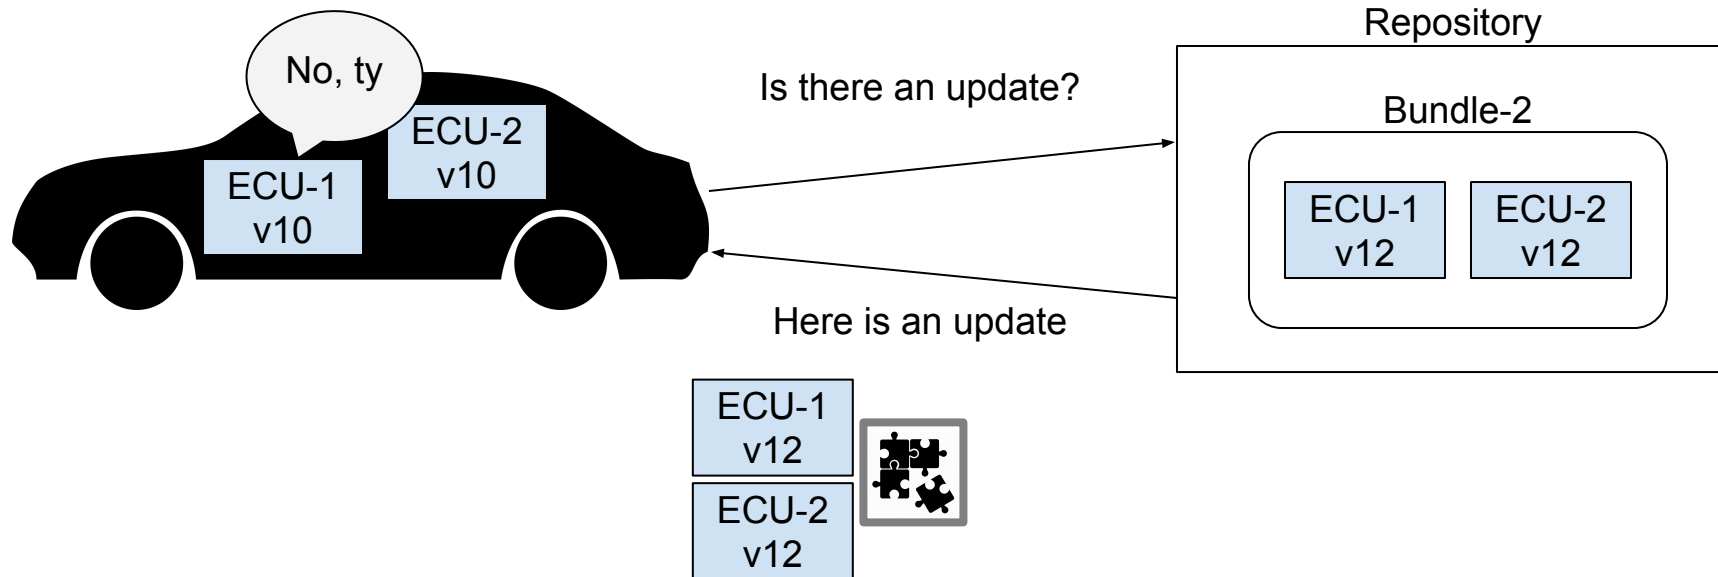 Repository
No, ty
Is there an update?
Bundle-2
ECU-2
v10
ECU-1
v10
ECU-1
v12
ECU-2
v12
Here is an update
ECU-1
v12
ECU-2
v12